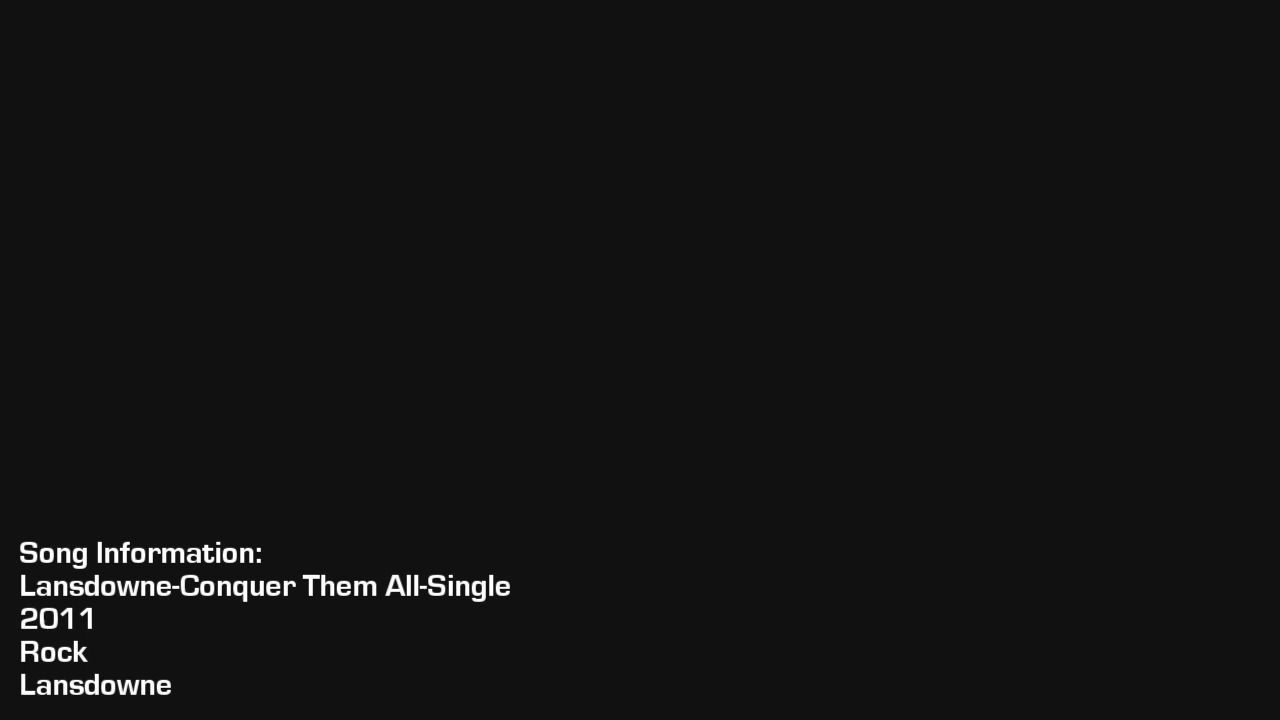 Song Information:
Lansdowne-Conquer Them All-Single
2011
Rock
Lansdowne